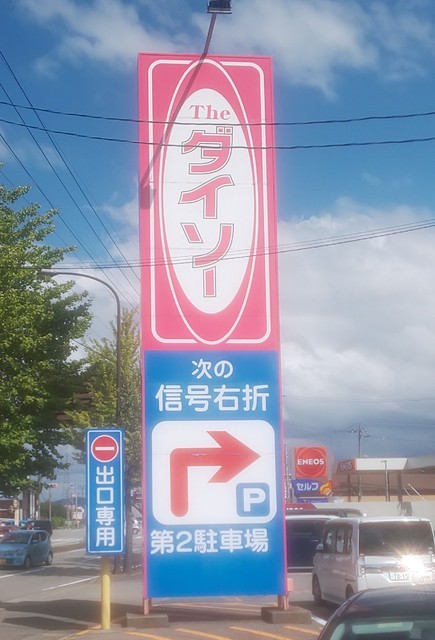 The
ダイソー
次の
信号右折
P
第2駐車場
出口専用
ENEOS
セルフ